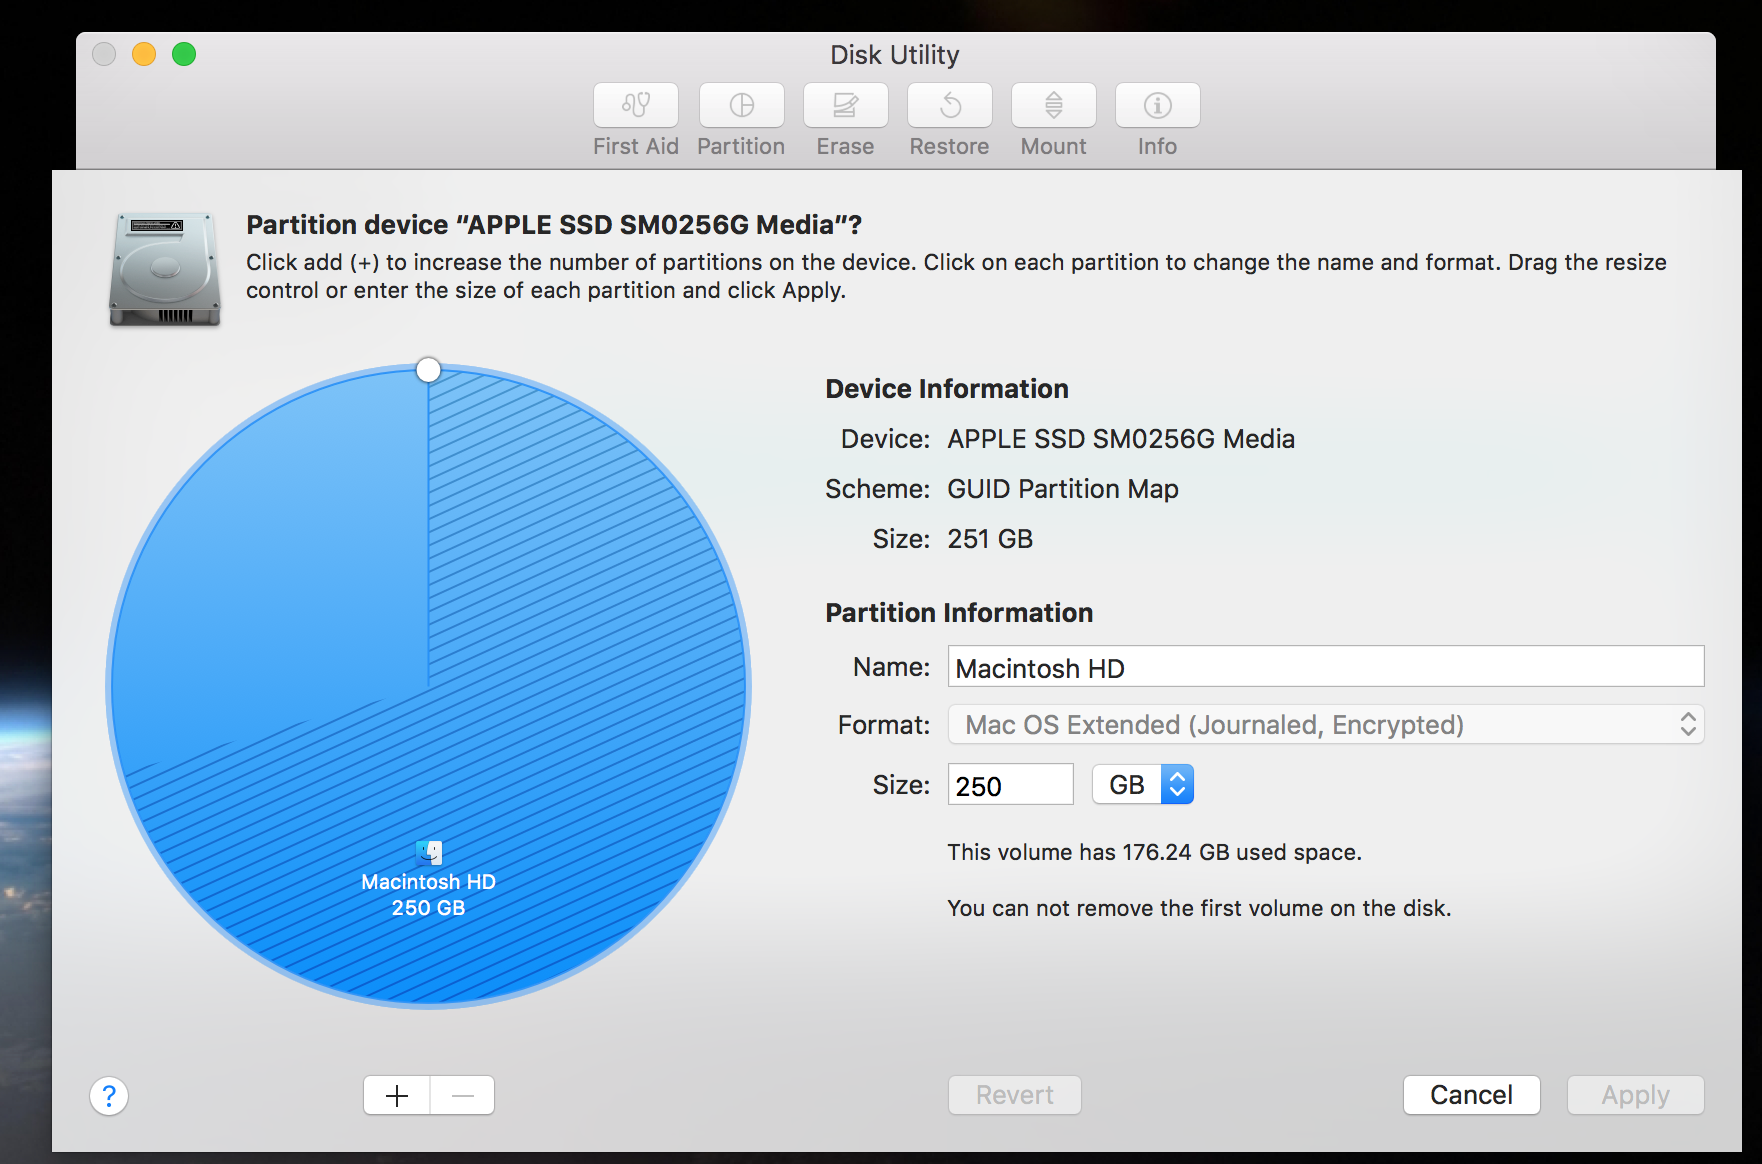 Disk Utility
First Aid
Partition
Erase
Restore
Mount
Info
Partition device “APPLE SSD SM0256G Media”?
Click add (+) to increase the number of partitions on the device. Click on each partition to change the name and format. Drag the resize
control or enter the size of each partition and click Apply.
Macintosh HD
250 GB
Device Information
Device: APPLE SSD SM0256G Media
Scheme: GUID Partition Map
Size: 251 GB
Partition Information
Name: Macintosh HD
Format: Mac OS Extended (Journaled, Encrypted)
Size: 250 GB
This volume has 176.24 GB used space.
You can not remove the first volume on the disk.
?
Revert
Cancel
Apply